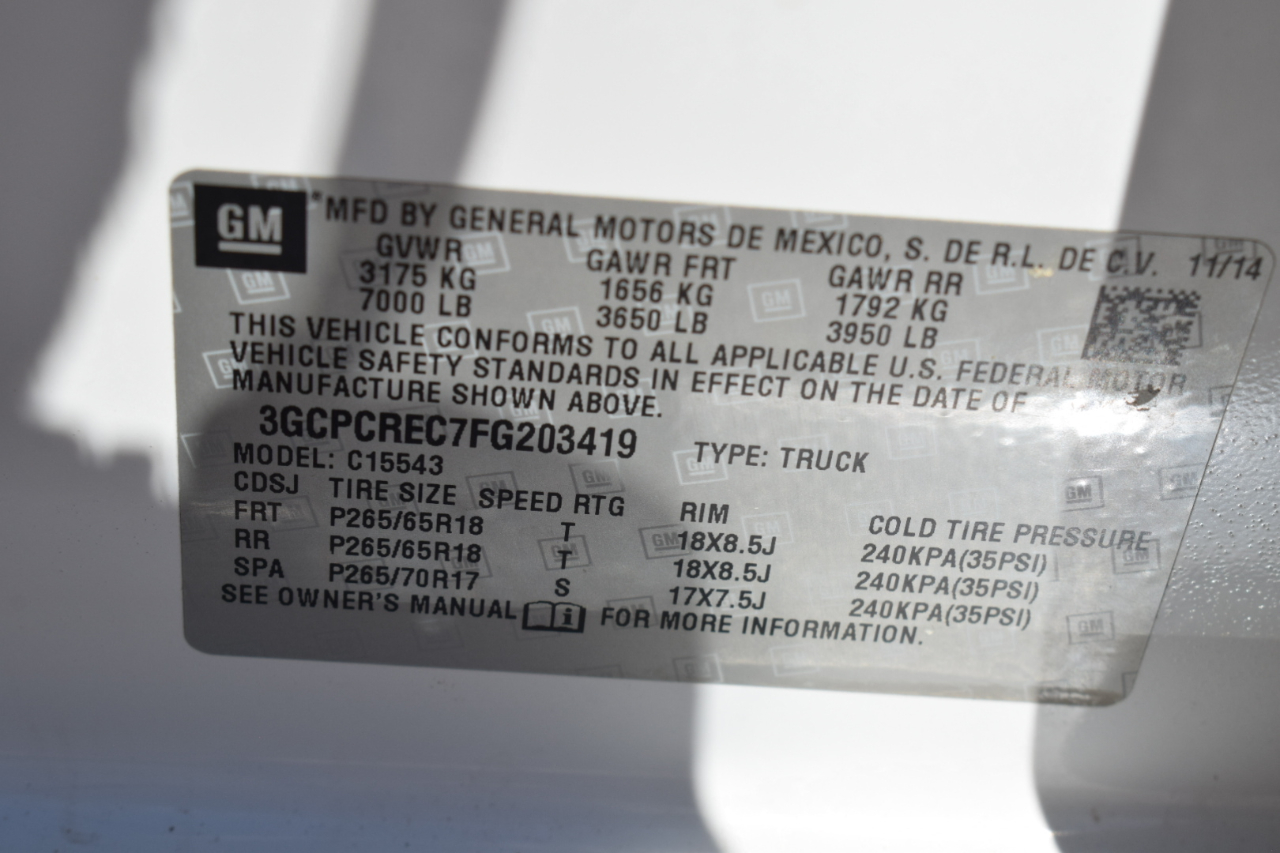 GM
*MFD BY GENERAL MOTORS DE MEXICO, S. DE R.L. DE C.V. 11/14
GVWR GAWR FRT GAWR RR
3175 KG 1656 KG 1792 KG
7000 LB 3650 LB 3950 LB
THIS VEHICLE CONFORMS TO ALL APPLICABLE U.S. FEDERAL MOTOR
VEHICLE SAFETY STANDARDS IN EFFECT ON THE DATE OF
MANUFACTURE SHOWN ABOVE.
3GCPCREC7FG203419 TYPE: TRUCK
MODEL: C15543
CDSJ TIRE SIZE SPEED RTG RIM COLD TIRE PRESSURE
FRT P265/65R18 T 18X8.5J 240KPA(35PSI)
RR P265/65R18 T 18X8.5J 240KPA(35PSI)
SPA P265/70R17 S 17X7.5J 240KPA(35PSI)
SEE OWNER'S MANUAL i FOR MORE INFORMATION.